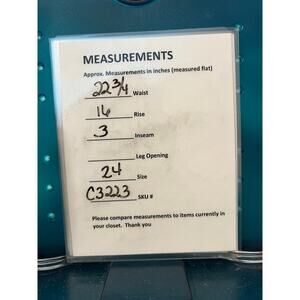 MEASUREMENTS
Approx. Measurements in inches (measured flat)
22 3/4 Waist
16 Rise
.3 Inseam
Leg Opening
24 Size
C3223 SKU #
Please compare measurements to items currently in
your closet. Thank you